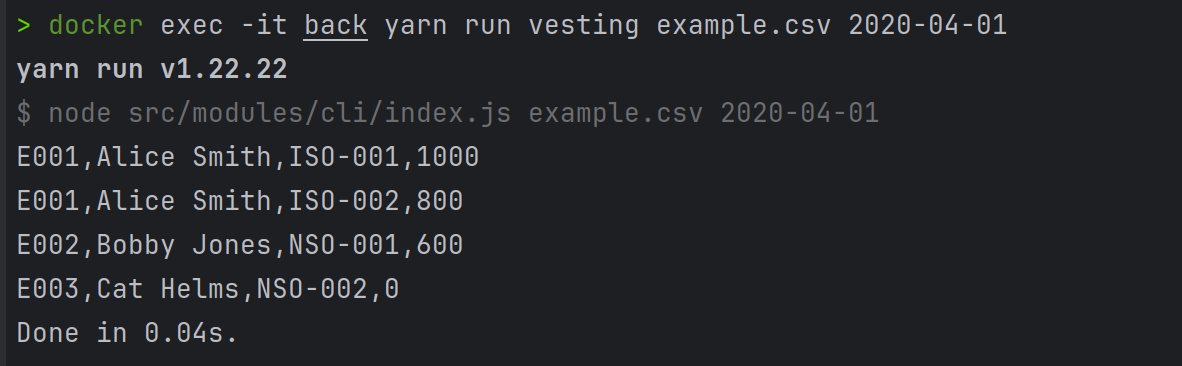 > docker exec -it back yarn run vesting example.csv 2020-04-01
yarn run v1.22.22
$ node src/modules/cli/index.js example.csv 2020-04-01
E001,Alice Smith,ISO-001,1000
E001,Alice Smith,ISO-002,800
E002,Bobby Jones,NSO-001,600
E003,Cat Helms,NSO-002,0
Done in 0.04s.